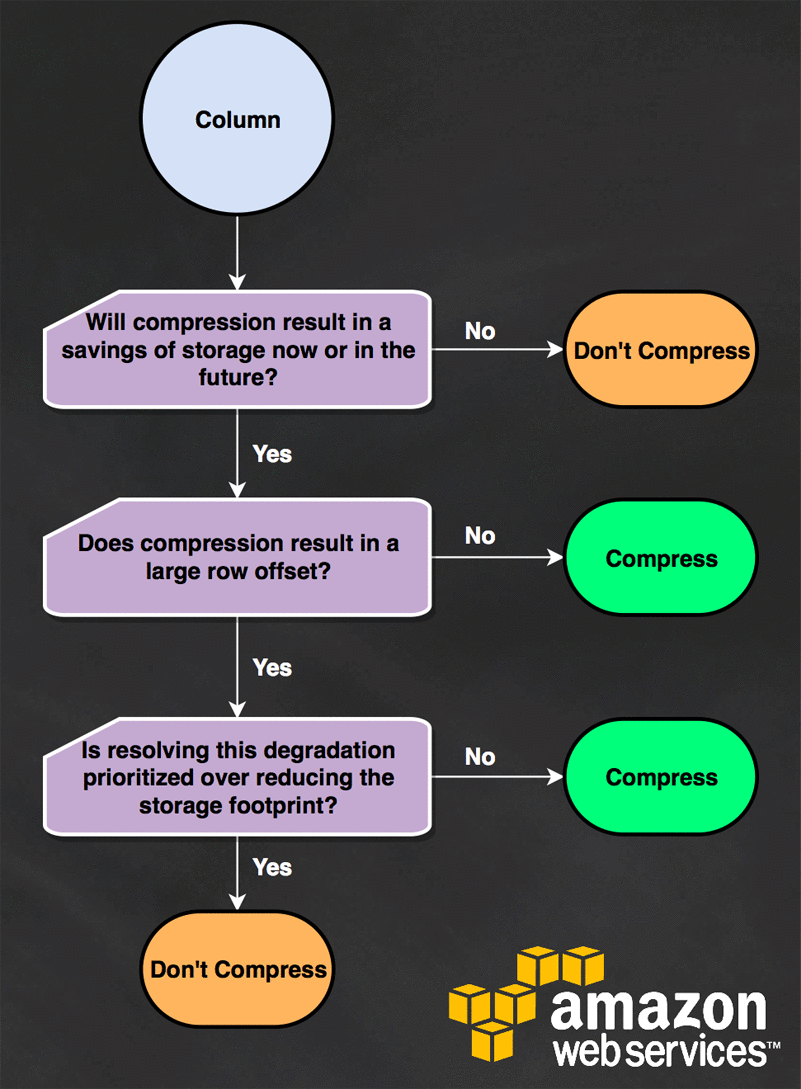 Column
Will compression result in a
savings of storage now or in the
future?
No
Don't Compress
Yes
Does compression result in a
large row offset?
No
Compress
Yes
Is resolving this degradation
prioritized over reducing the
storage footprint?
No
Compress
Yes
Don't Compress
amazon
web services™